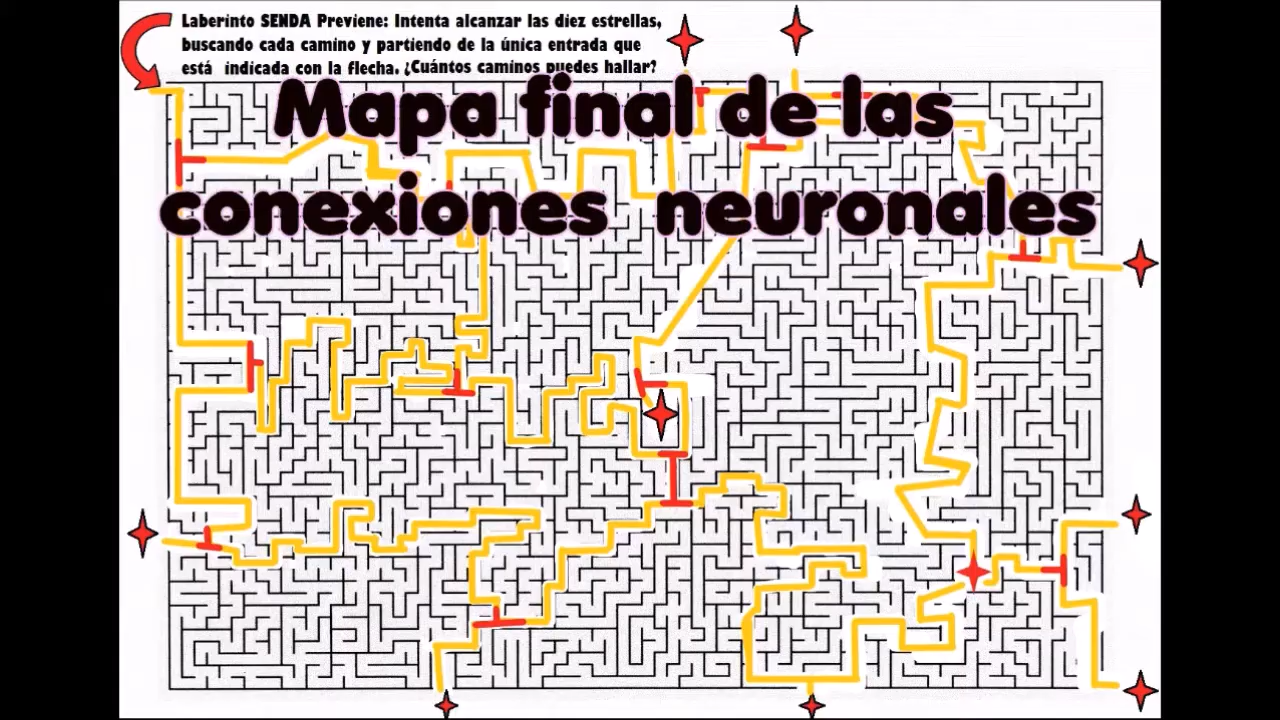 Laberinto SENDA Previene: Intenta alcanzar las diez estrellas,
buscando cada camino y partiendo de la única entrada que
está indicada con la flecha. ¿Cuántos caminos puedes hallar?
Mapa final de las
conexiones neuronales